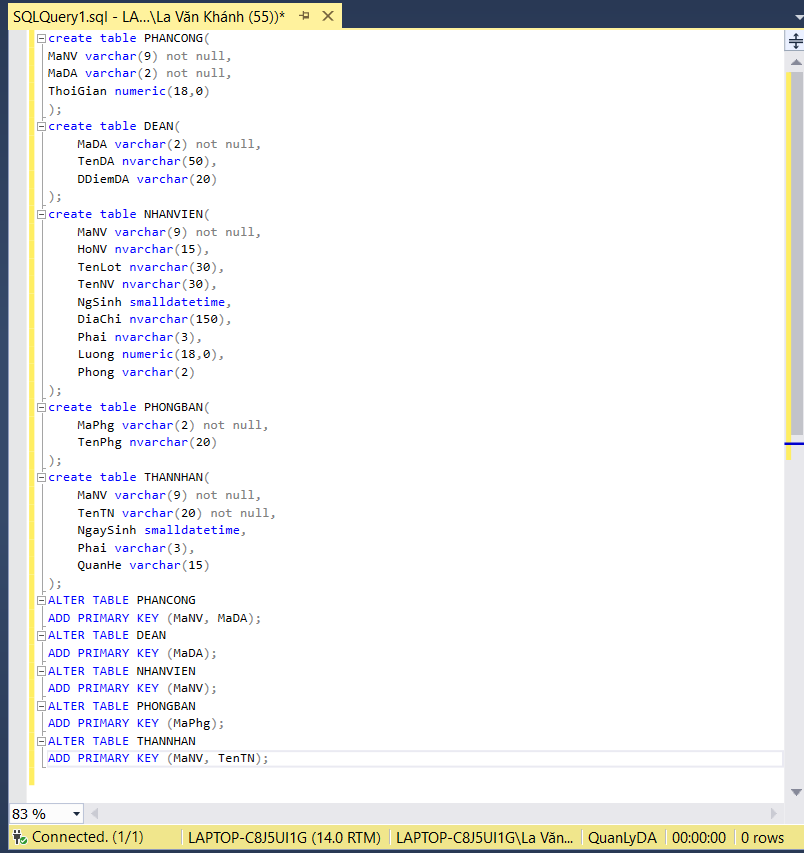 SQLQuery1.sql - LA...\La Văn Khánh (55))*
create table PHANCONG(
MaNV varchar(9) not null,
MaDA varchar(2) not null,
ThoiGian numeric(18,0)
);
create table DEAN(
MaDA varchar(2) not null,
TenDA nvarchar(50),
DDiemDA varchar(20)
);
create table NHANVIEN(
MaNV varchar(9) not null,
HoNV nvarchar(15),
TenLot nvarchar(30),
TenNV nvarchar(30),
NgSinh smalldatetime,
DiaChi nvarchar(150),
Phai nvarchar(3),
Luong numeric(18,0),
Phong varchar(2)
);
create table PHONGBAN(
MaPhg varchar(2) not null,
TenPhg nvarchar(20)
);
create table THANNHAN(
MaNV varchar(9) not null,
TenTN varchar(20) not null,
NgaySinh smalldatetime,
Phai varchar(3),
QuanHe varchar(15)
);
ALTER TABLE PHANCONG
ADD PRIMARY KEY (MaNV, MaDA);
ALTER TABLE DEAN
ADD PRIMARY KEY (MaDA);
ALTER TABLE NHANVIEN
ADD PRIMARY KEY (MaNV);
ALTER TABLE PHONGBAN
ADD PRIMARY KEY (MaPhg);
ALTER TABLE THANNHAN
ADD PRIMARY KEY (MaNV, TenTN);
83 %
Connected. (1/1) LAPTOP-C8J5UI1G (14.0 RTM) LAPTOP-C8J5UI1G\La Văn... QuanLyDA 00:00:00 0 rows